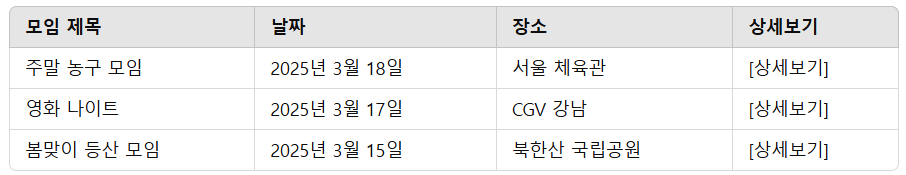 모임 제목 날짜 장소 상세보기
주말 농구 모임 2025년 3월 18일 서울 체육관 [상세보기]
영화 나이트 2025년 3월 17일 CGV 강남 [상세보기]
봄맞이 등산 모임 2025년 3월 15일 북한산 국립공원 [상세보기]